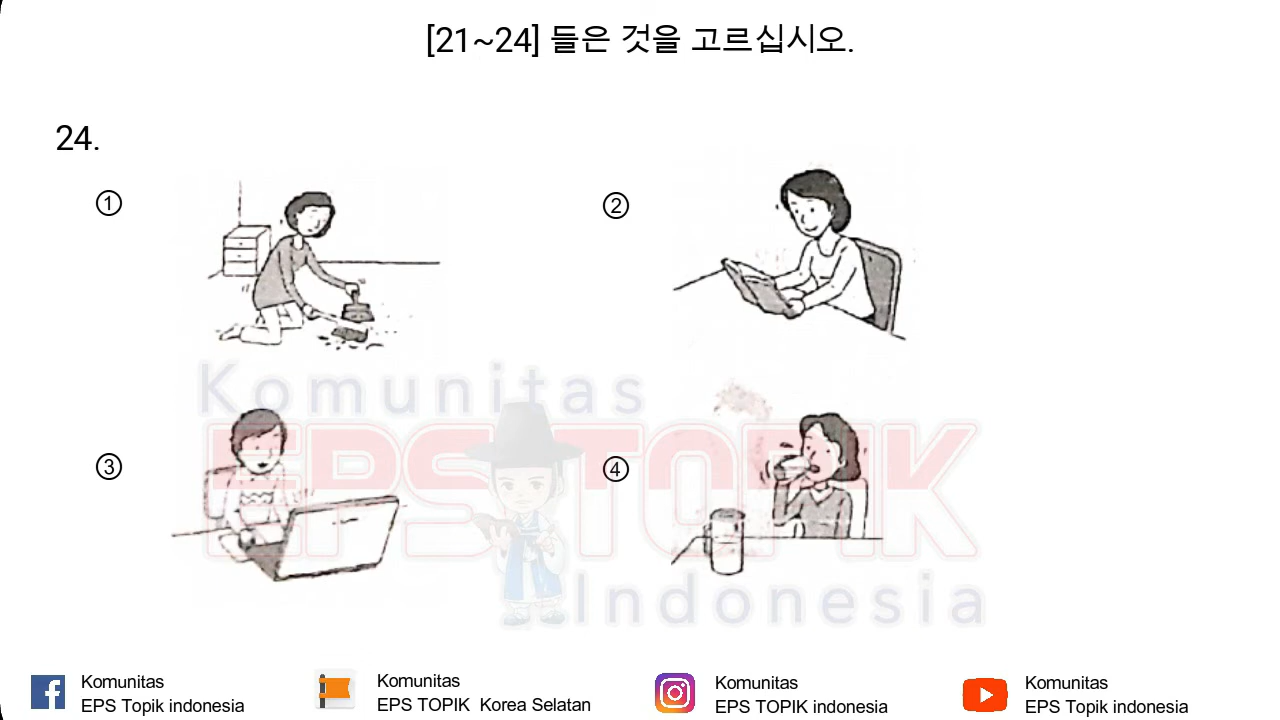 [21~24] 들은 것을 고르십시오.
24.
①
②
③
④
Komunitas
EPS TOPIK
Indonesia
Komunitas
EPS Topik indonesia
Komunitas
EPS TOPIK Korea Selatan
Komunitas
EPS TOPIK indonesia
Komunitas
EPS Topik indonesia